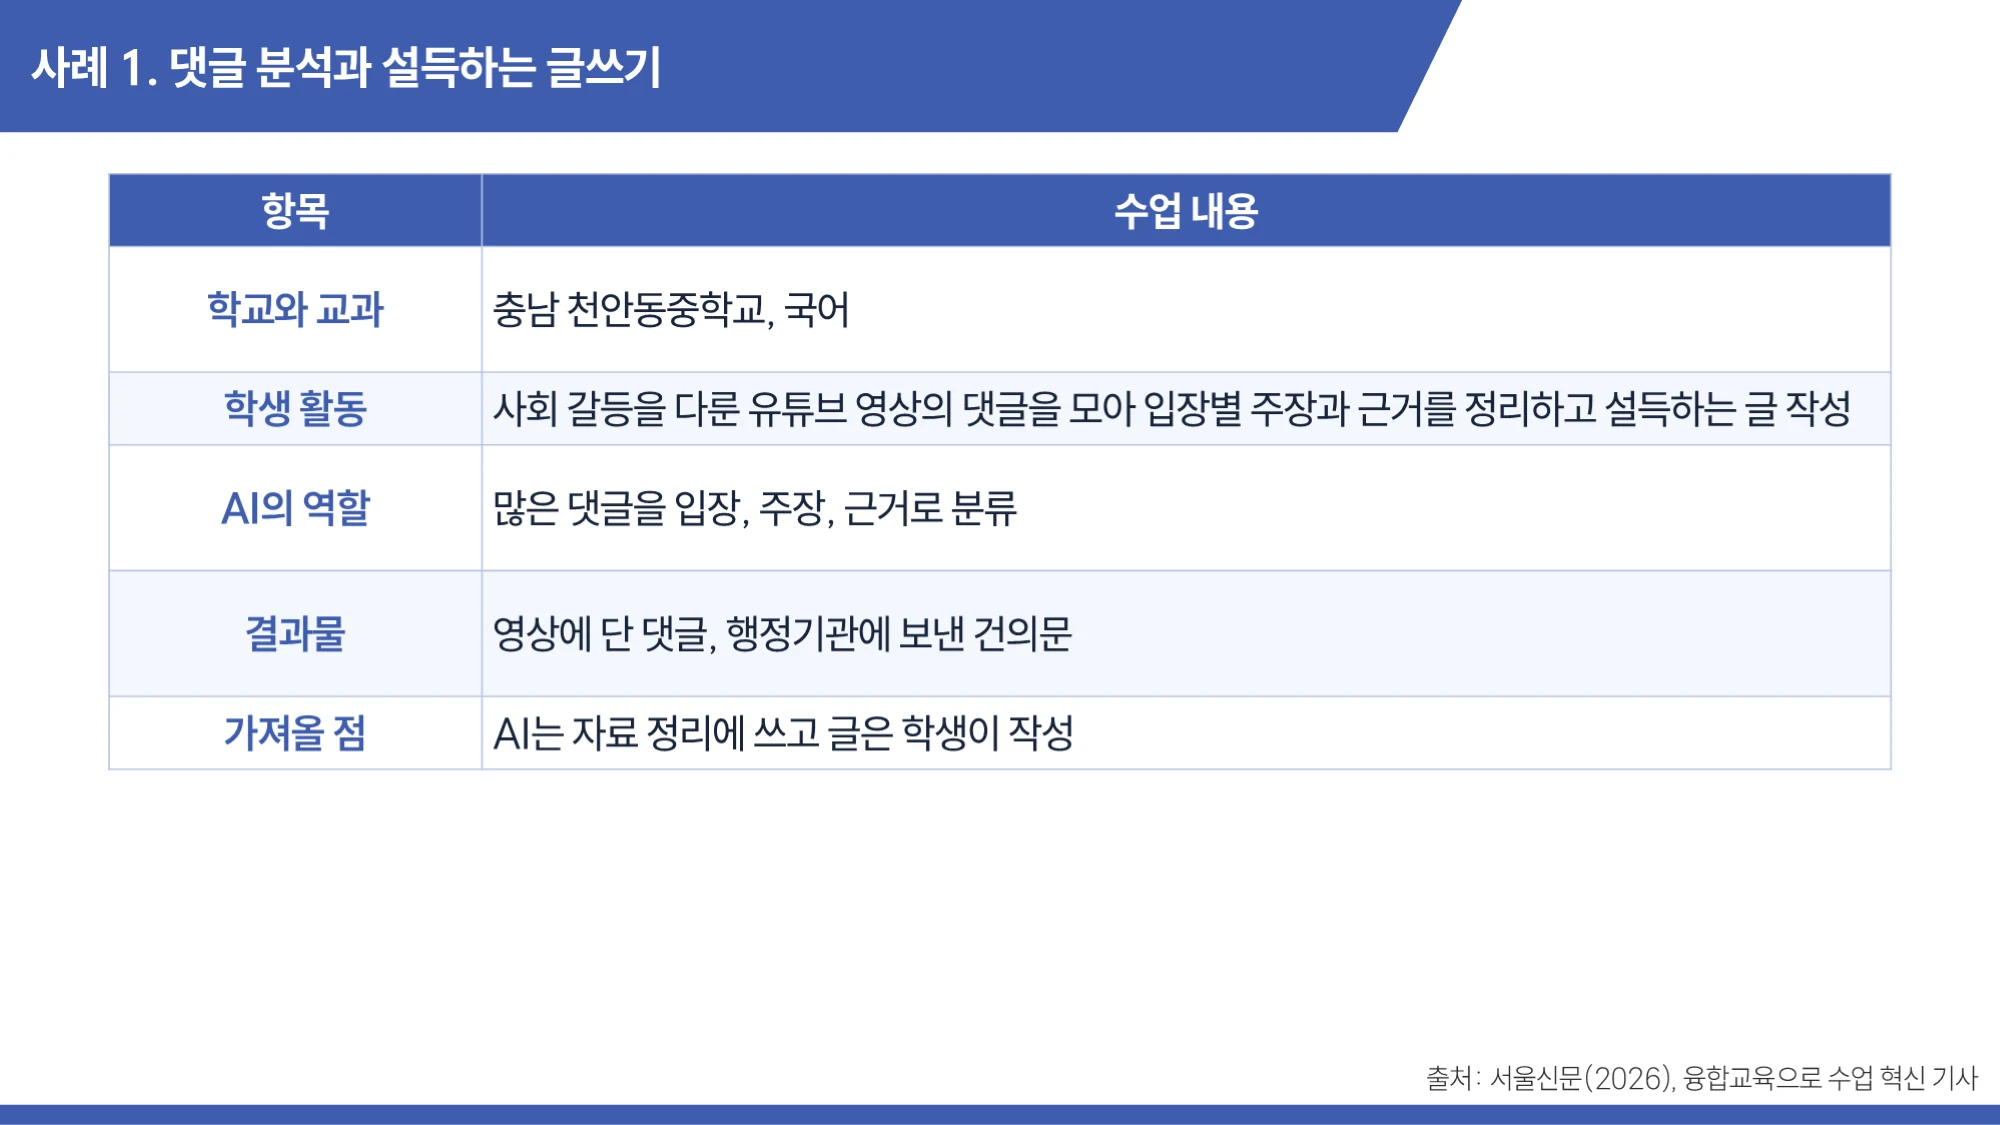 사례 1. 댓글 분석과 설득하는 글쓰기
항목
수업 내용
학교와 교과
충남 천안동중학교, 국어
학생 활동
사회 갈등을 다룬 유튜브 영상의 댓글을 모아 입장별 주장과 근거를 정리하고 설득하는 글 작성
AI의 역할
많은 댓글을 입장, 주장, 근거로 분류
결과물
영상에 단 댓글, 행정기관에 보낸 건의문
가져올 점
AI는 자료 정리에 쓰고 글은 학생이 작성
출처: 서울신문(2026), 융합교육으로 수업 혁신 기사